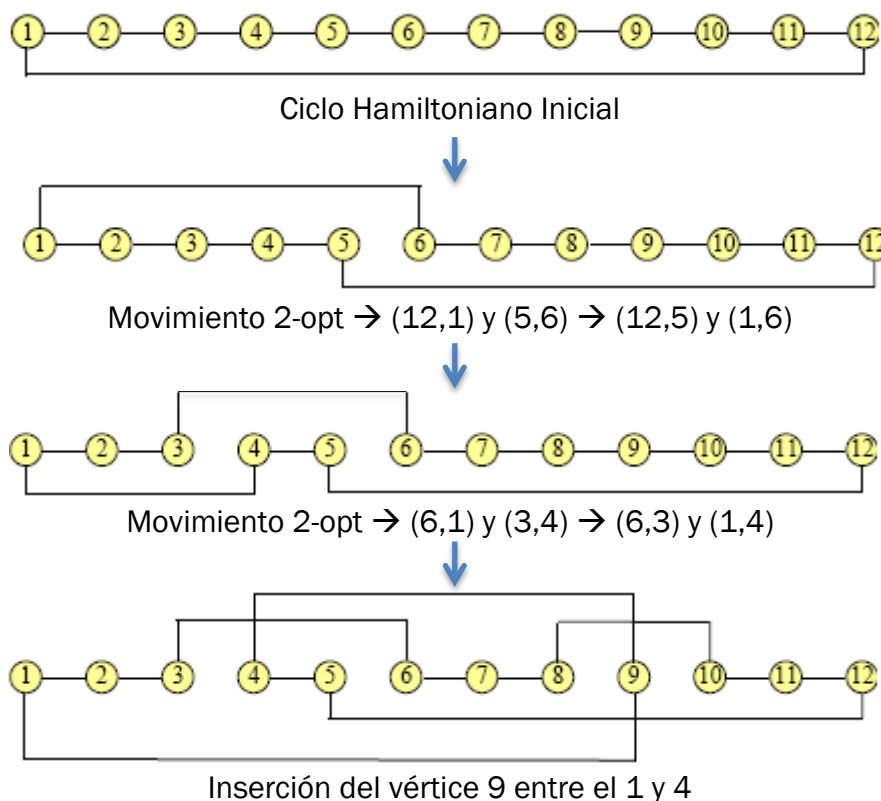 1 2 3 4 5 6 7 8 9 10 11 12
Ciclo Hamiltoniano Inicial
1 2 3 4 5 6 7 8 9 10 11 12
Movimiento 2-opt → (12,1) y (5,6) → (12,5) y (1,6)
1 2 3 4 5 6 7 8 9 10 11 12
Movimiento 2-opt → (6,1) y (3,4) → (6,3) y (1,4)
1 2 3 4 5 6 7 8 9 10 11 12
Inserción del vértice 9 entre el 1 y 4